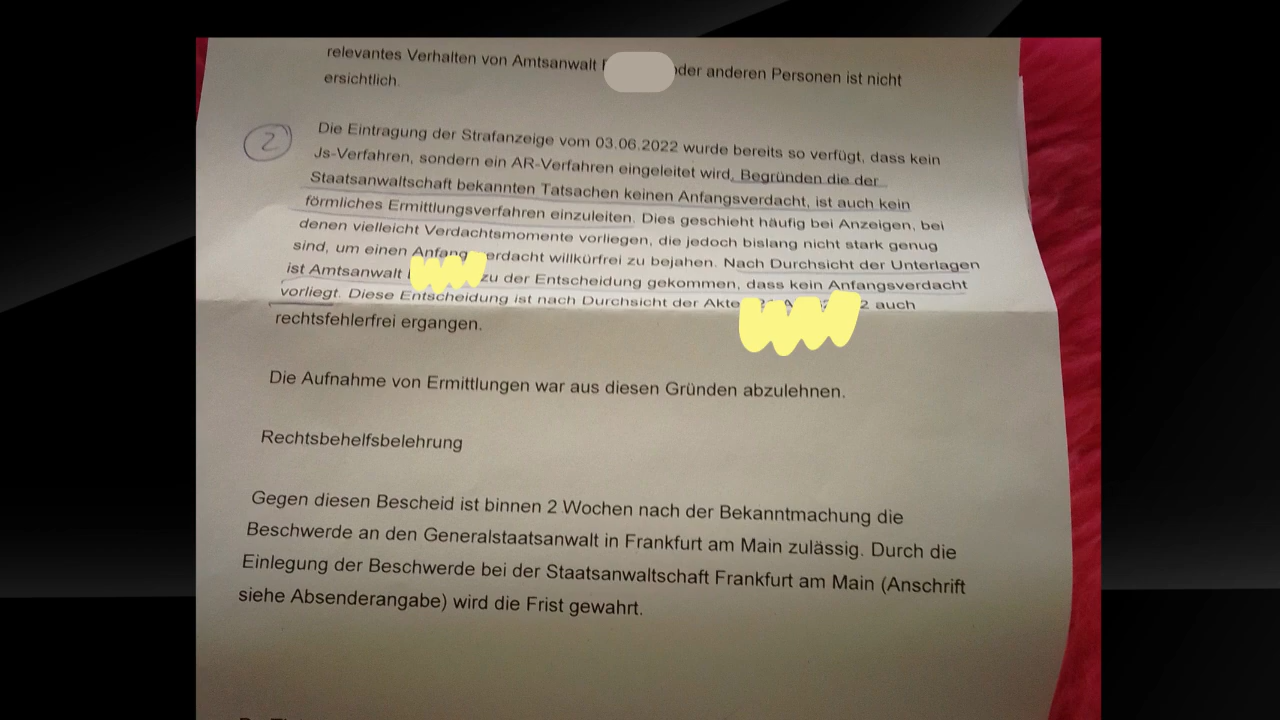 relevantes Verhalten von Amtsanwalt oder anderen Personen ist nicht
ersichtlich.
2
Die Eintragung der Strafanzeige vom 03.06.2022 wurde bereits so verfügt, dass kein
Js-Verfahren, sondern ein AR-Verfahren eingeleitet wird. Begründen die der
Staatsanwaltschaft bekannten Tatsachen keinen Anfangsverdacht, ist auch kein
förmliches Ermittlungsverfahren einzuleiten. Dies geschieht häufig bei Anzeigen, bei
denen vielleicht Verdachtsmomente vorliegen, die jedoch bislang nicht stark genug
sind, um einen Anfangsverdacht willkürfrei zu bejahen. Nach Durchsicht der Unterlagen
ist Amtsanwalt zu der Entscheidung gekommen, dass kein Anfangsverdacht
vorliegt. Diese Entscheidung ist nach Durchsicht der Akte auch
rechtsfehlerfrei ergangen.
Die Aufnahme von Ermittlungen war aus diesen Gründen abzulehnen.
Rechtsbehelfsbelehrung
Gegen diesen Bescheid ist binnen 2 Wochen nach der Bekanntmachung die
Beschwerde an den Generalstaatsanwalt in Frankfurt am Main zulässig. Durch die
Einlegung der Beschwerde bei der Staatsanwaltschaft Frankfurt am Main (Anschrift
siehe Absenderangabe) wird die Frist gewahrt.